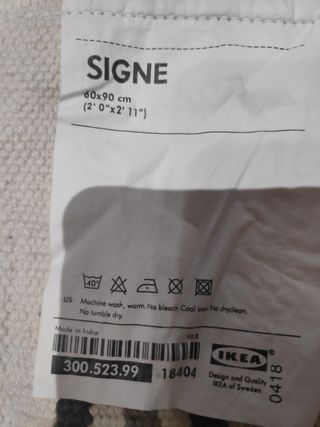 SIGNE
60x90 cm
(2' 0"x2' 11")
40°
US: Machine wash, warm. No bleach Cool iron. No dryclean.
No tumble dry.
Made in India
300.523.99 18404
IKEA
Design and Quality
IKEA of Sweden
0418